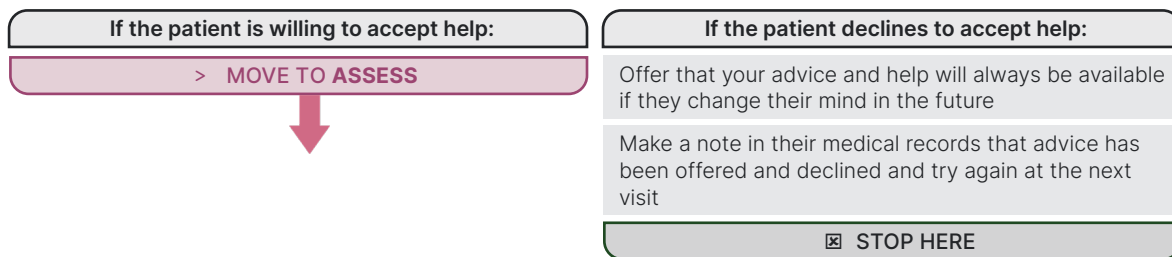 If the patient is willing to accept help:
> MOVE TO ASSESS
If the patient declines to accept help:
Offer that your advice and help will always be available
if they change their mind in the future
Make a note in their medical records that advice has
been offered and declined and try again at the next
visit
☒ STOP HERE